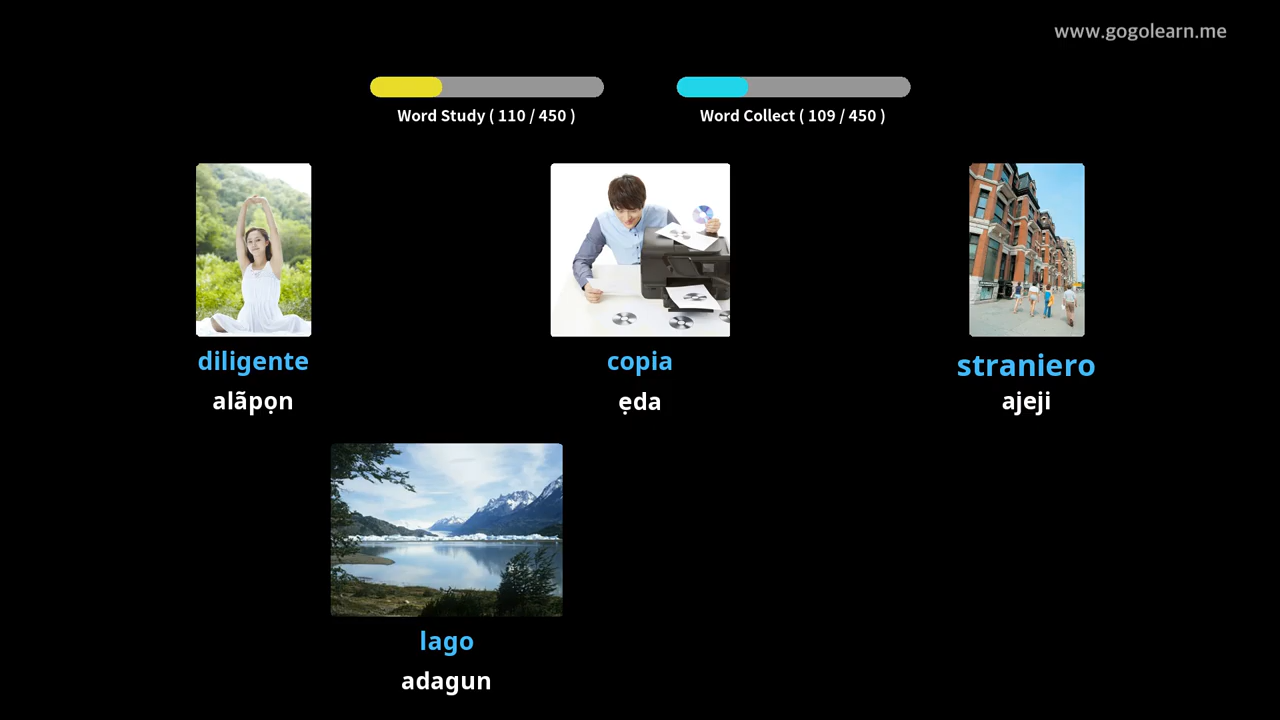 www.gogolearn.me
Word Study ( 110 / 450 )
Word Collect ( 109 / 450 )
diligente
alãpọn
copia
ẹda
straniero
ajeji
lago
adagun